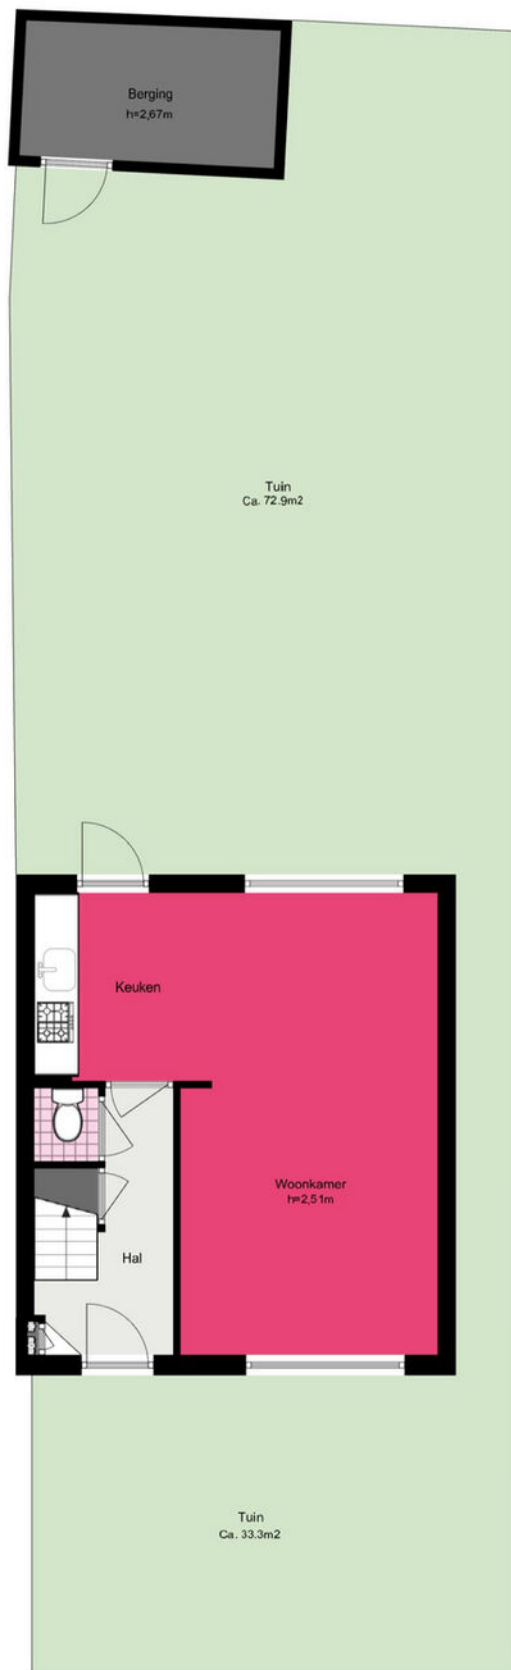 Berging
h=2,67m
Tuin
Ca. 72.9m2
Keuken
Woonkamer
h=2,51m
Hal
Tuin
Ca. 33.3m2